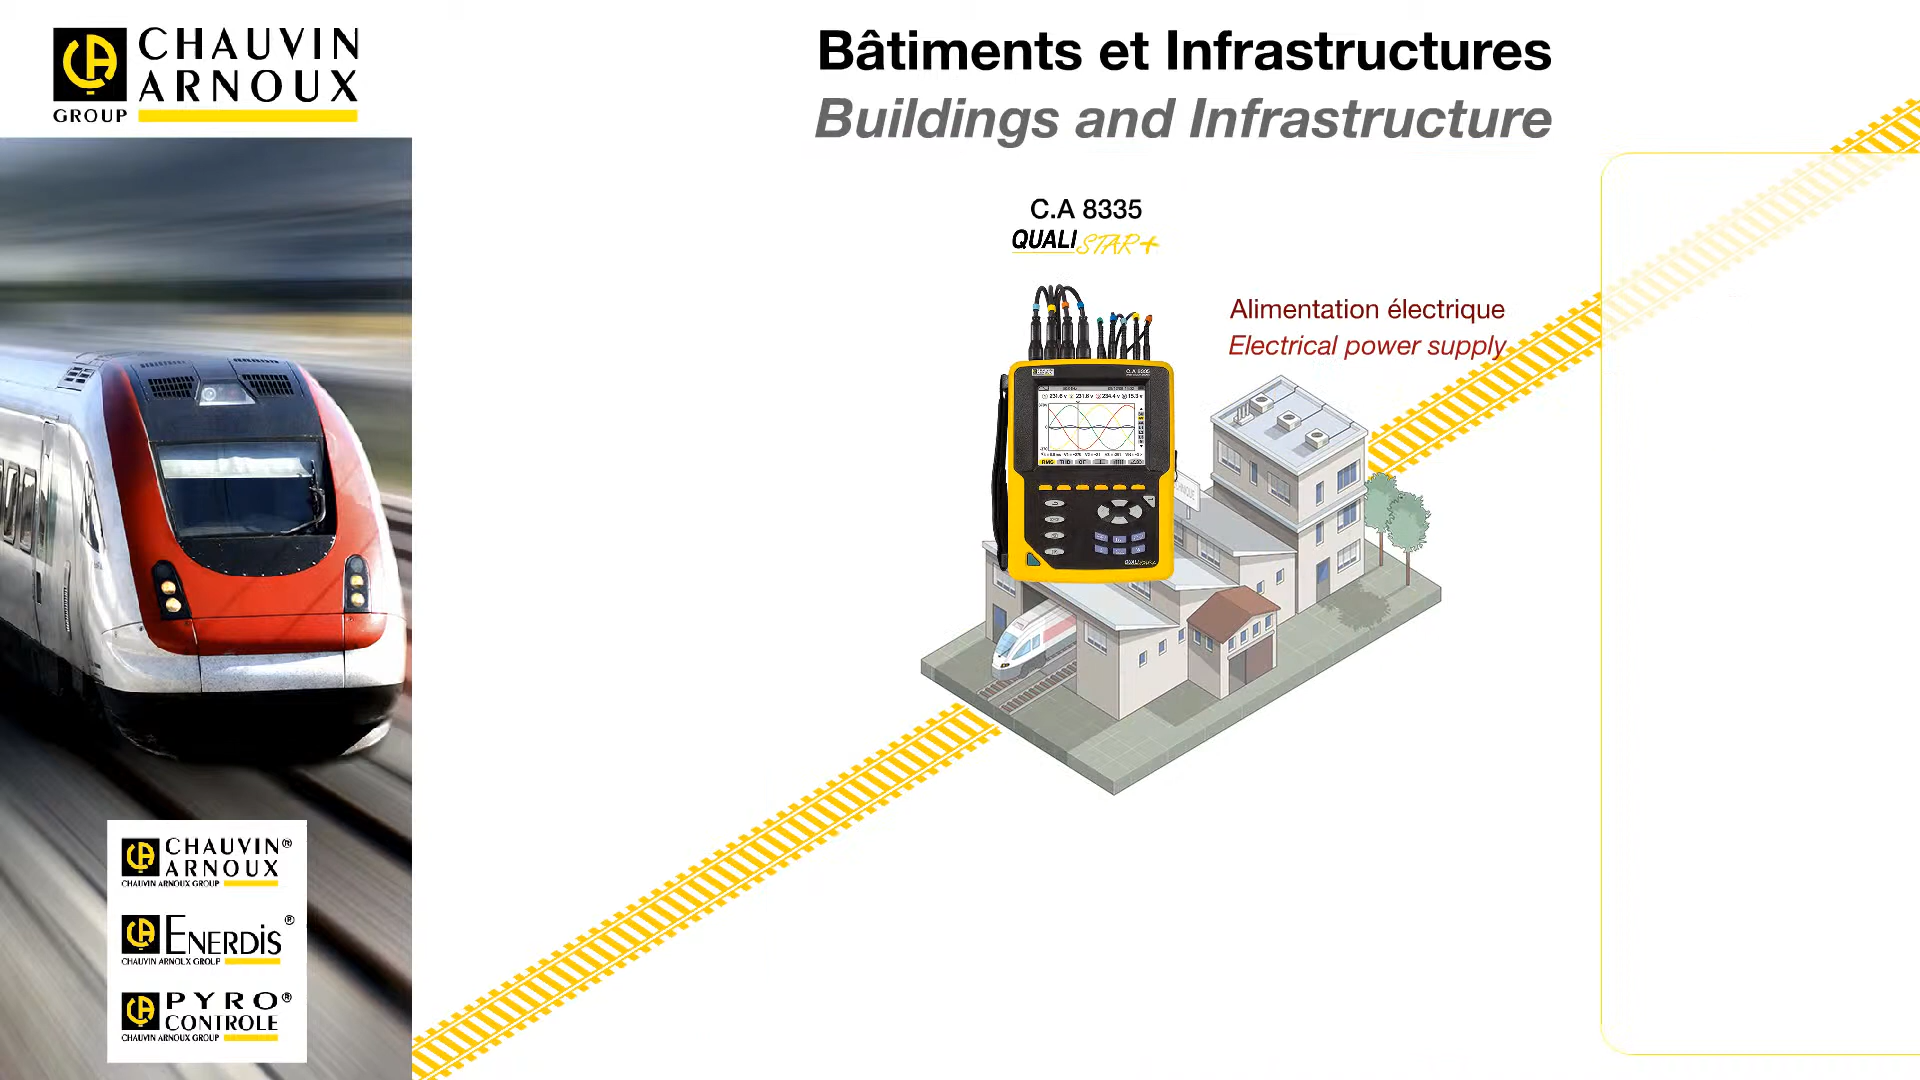 CHAUVIN
ARNOUX
GROUP
Bâtiments et Infrastructures
Buildings and Infrastructure
C.A 8335
QUALISTAR+
Alimentation électrique
Electrical power supply
C.A 8335
CHAUVIN®
ARNOUX
CHAUVIN ARNOUX GROUP
ENERDIS®
CHAUVIN ARNOUX GROUP
PYRO®
CONTROLE
CHAUVIN ARNOUX GROUP